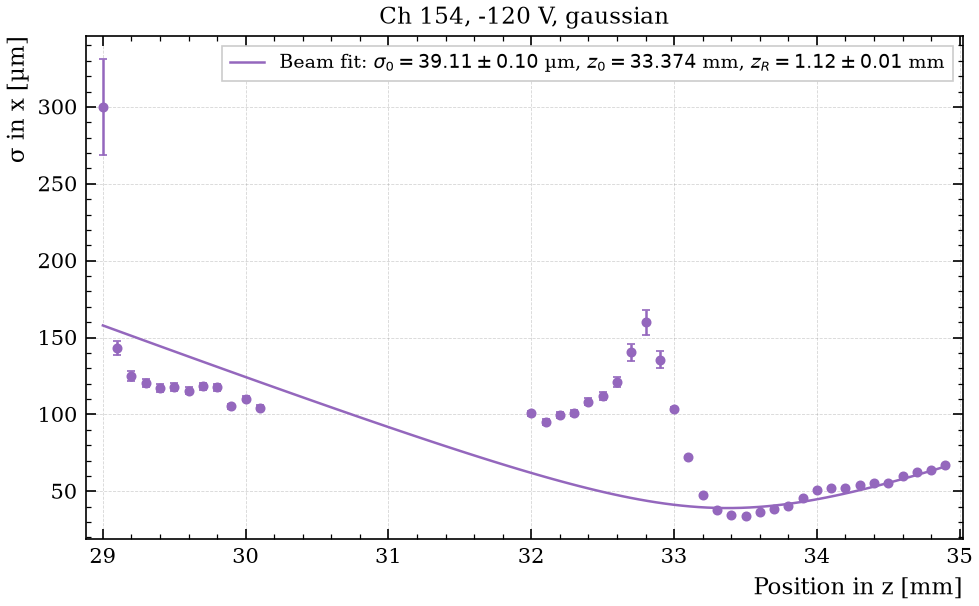 Ch 154, -120 V, gaussian
Beam fit: σ₀ = 39.11 ± 0.10 µm, z₀ = 33.374 mm, z_R = 1.12 ± 0.01 mm
σ in x [µm]
300
250
200
150
100
50
29 30 31 32 33 34 35
Position in z [mm]